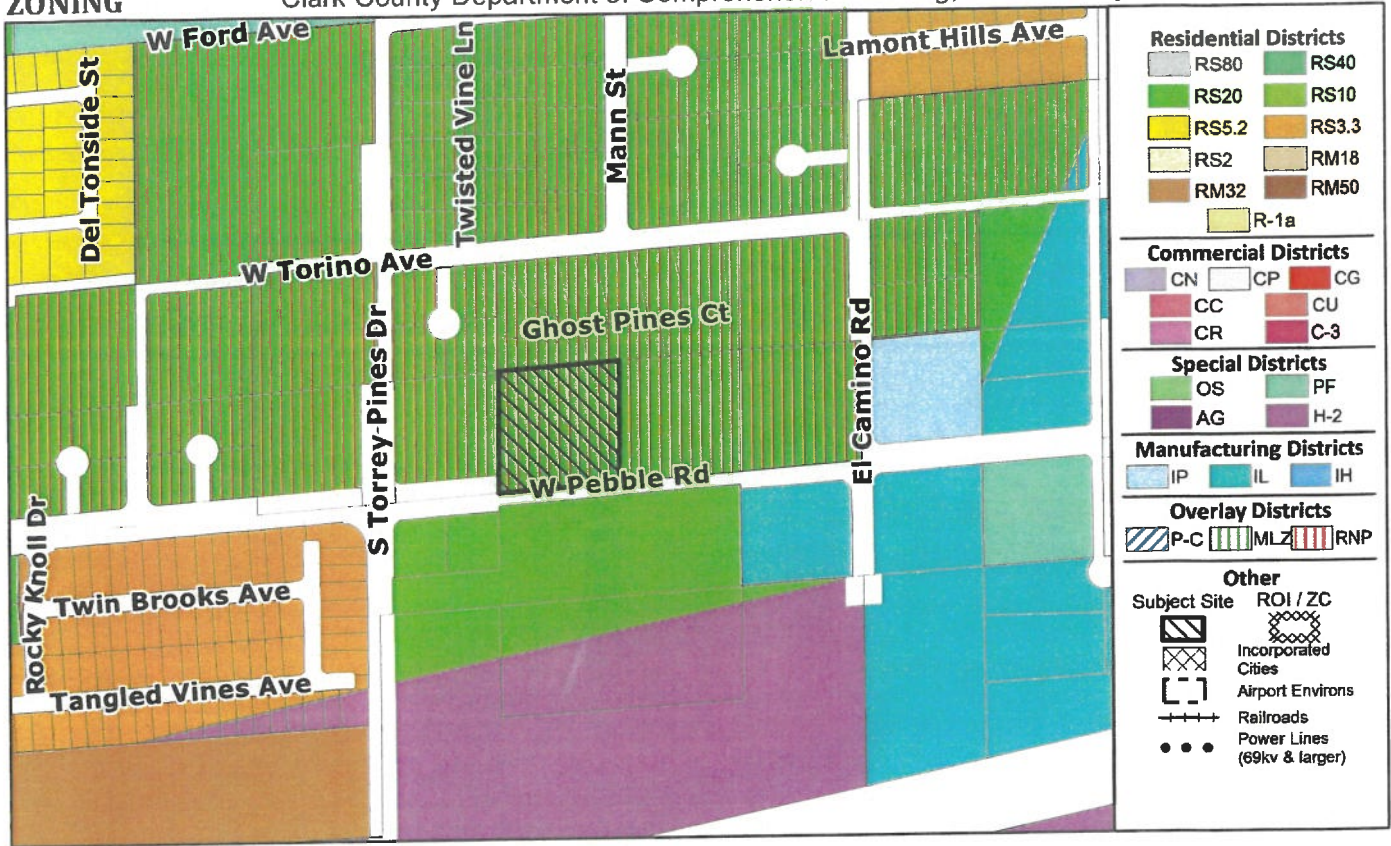 ZONING
Clark County Department of Comprehensive Planning,
W Ford Ave
Lamont Hills Ave
Del Tonside St
Twisted Vine Ln
Mann St
W Torino Ave
S Torrey-Pines Dr
Ghost Pines Ct
El-Camino Rd
W Pebble Rd
Rocky Knoll Dr
Twin Brooks Ave
Tangled Vines Ave
Residential Districts
RS80 RS40
RS20 RS10
RS5.2 RS3.3
RS2 RM18
RM32 RM50
R-1a
Commercial Districts
CN CP CG
CC CU
CR C-3
Special Districts
OS PF
AG H-2
Manufacturing Districts
IP IL IH
Overlay Districts
P-C MLZ RNP
Other
Subject Site ROI / ZC
Incorporated
Cities
Airport Environs
Railroads
Power Lines
(69kv & larger)